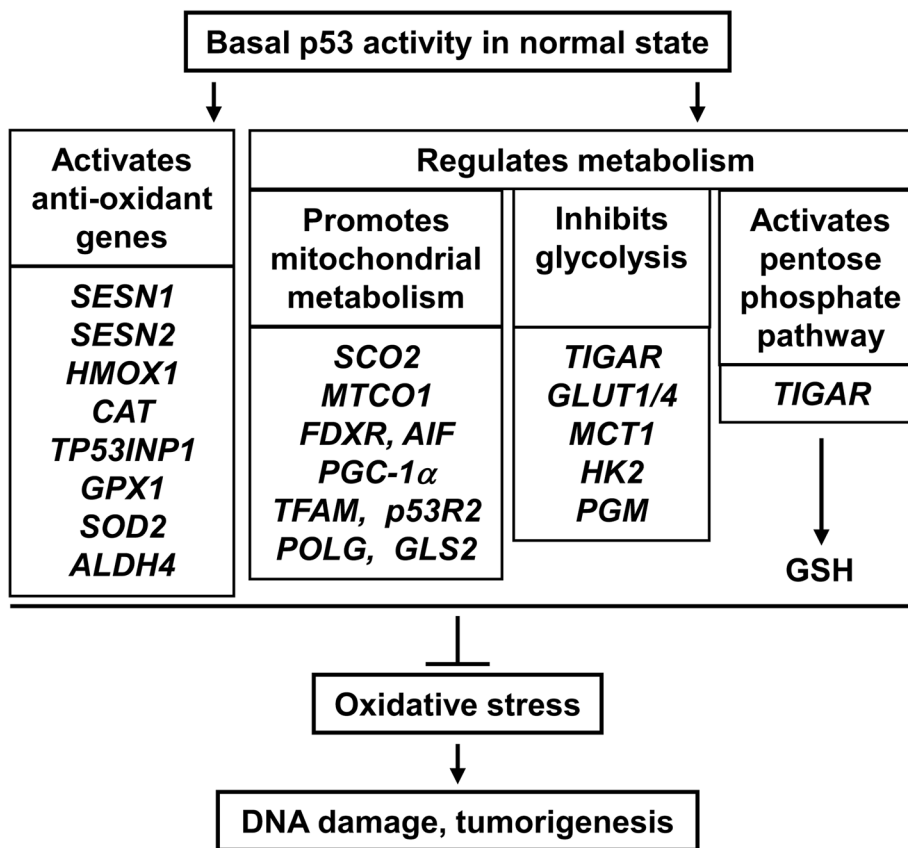 Basal p53 activity in normal state
Activates
anti-oxidant
genes
SESN1
SESN2
HMOX1
CAT
TP53INP1
GPX1
SOD2
ALDH4
Regulates metabolism
Promotes
mitochondrial
metabolism
SCO2
MTCO1
FDXR, AIF
PGC-1α
TFAM, p53R2
POLG, GLS2
Inhibits
glycolysis
TIGAR
GLUT1/4
MCT1
HK2
PGM
Activates
pentose
phosphate
pathway
TIGAR
GSH
Oxidative stress
DNA damage, tumorigenesis